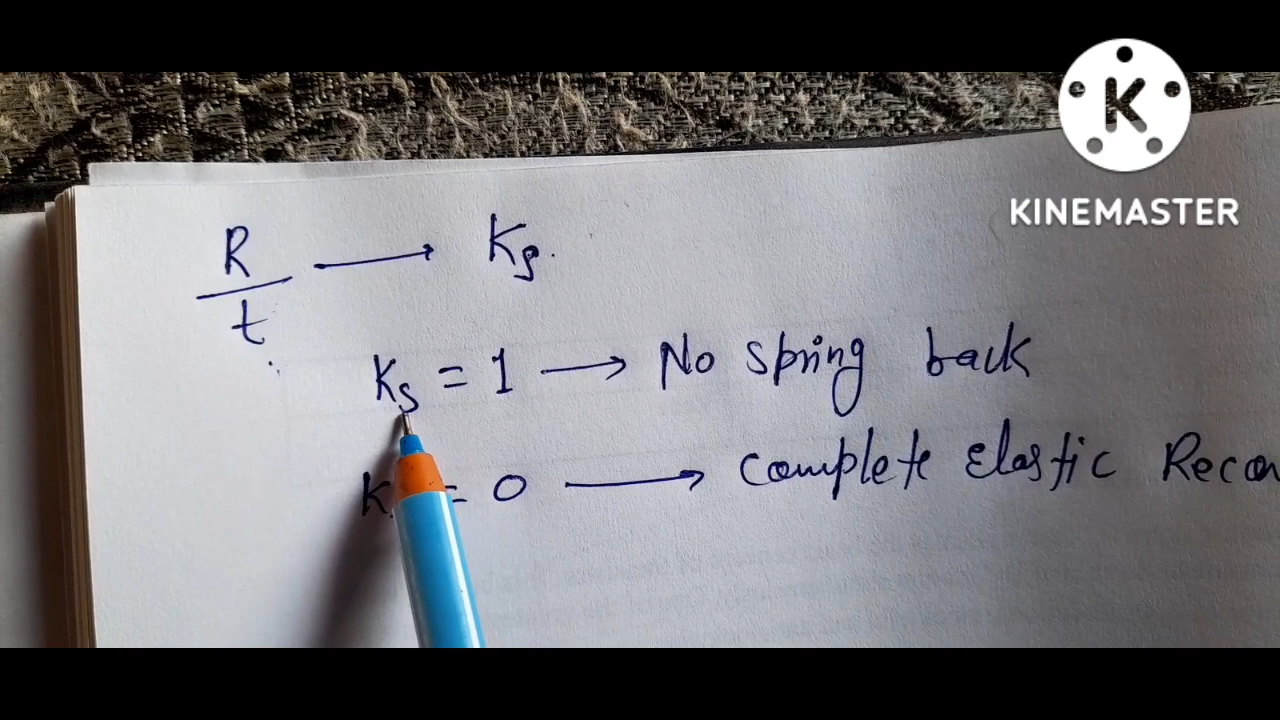 K
KINEMASTER
R/t → Ks.
Ks = 1 → No spring back
K = 0 → complete Elastic